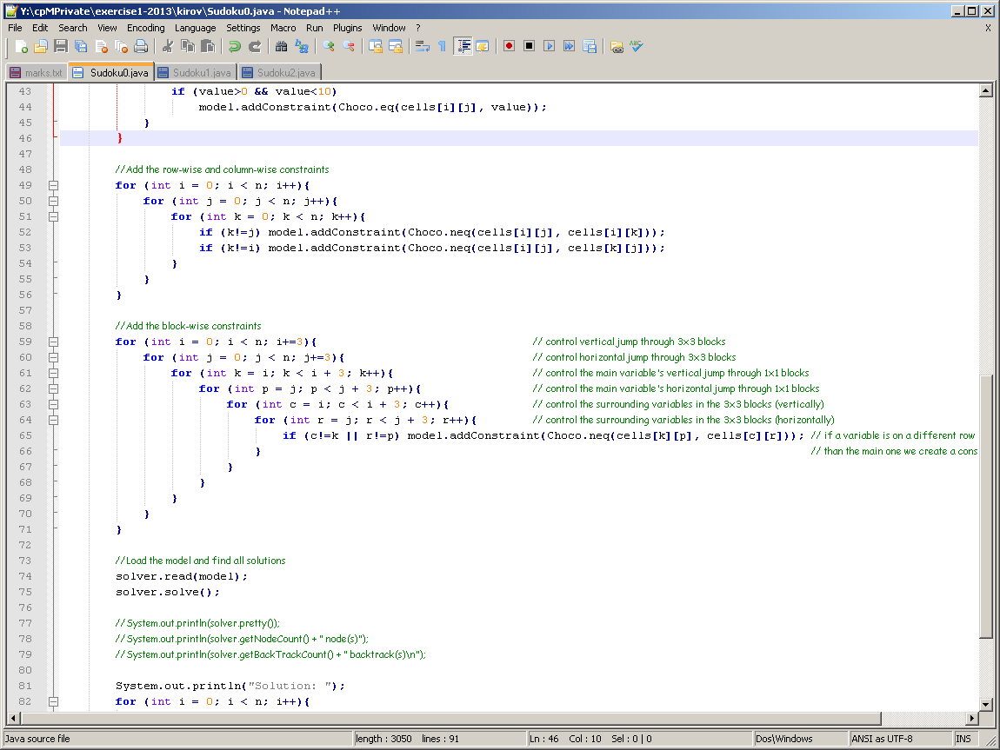 Y:\cpMPrivate\exercise1-2013\kirov\Sudoku0.java - Notepad++
File Edit Search View Encoding Language Settings Macro Run Plugins Window ? X
marks.txt Sudoku0.java Sudoku1.java Sudoku2.java
43 if (value>0 && value<10)
44 model.addConstraint(Choco.eq(cells[i][j], value));
45 }
46 }
47
48 //Add the row-wise and column-wise constraints
49 for (int i = 0; i < n; i++){
50 for (int j = 0; j < n; j++){
51 for (int k = 0; k < n; k++){
52 if (k!=j) model.addConstraint(Choco.neq(cells[i][j], cells[i][k]));
53 if (k!=i) model.addConstraint(Choco.neq(cells[i][j], cells[k][j]));
54 }
55 }
56 }
57
58 //Add the block-wise constraints
59 for (int i = 0; i < n; i+=3){ // control vertical jump through 3x3 blocks
60 for (int j = 0; j < n; j+=3){ // control horizontal jump through 3x3 blocks
61 for (int k = i; k < i + 3; k++){ // control the main variable's vertical jump through 1x1 blocks
62 for (int p = j; p < j + 3; p++){ // control the main variable's horizontal jump through 1x1 blocks
63 for (int c = i; c < i + 3; c++){ // control the surrounding variables in the 3x3 blocks (vertically)
64 for (int r = j; r < j + 3; r++){ // control the surrounding variables in the 3x3 blocks (horizontally)
65 if (c!=k || r!=p) model.addConstraint(Choco.neq(cells[k][p], cells[c][r])); // if a variable is on a different row
66 } // than the main one we create a cons
67 }
68 }
69 }
70 }
71 }
72
73 //Load the model and find all solutions
74 solver.read(model);
75 solver.solve();
76
77 // System.out.println(solver.pretty());
78 // System.out.println(solver.getNodeCount() + " node(s)");
79 // System.out.println(solver.getBackTrackCount() + " backtrack(s)\n");
80
81 System.out.println("Solution: ");
82 for (int i = 0; i < n; i++){
Java source file length : 3050 lines : 91 Ln : 46 Col : 10 Sel : 0 | 0 Dos\Windows ANSI as UTF-8 INS